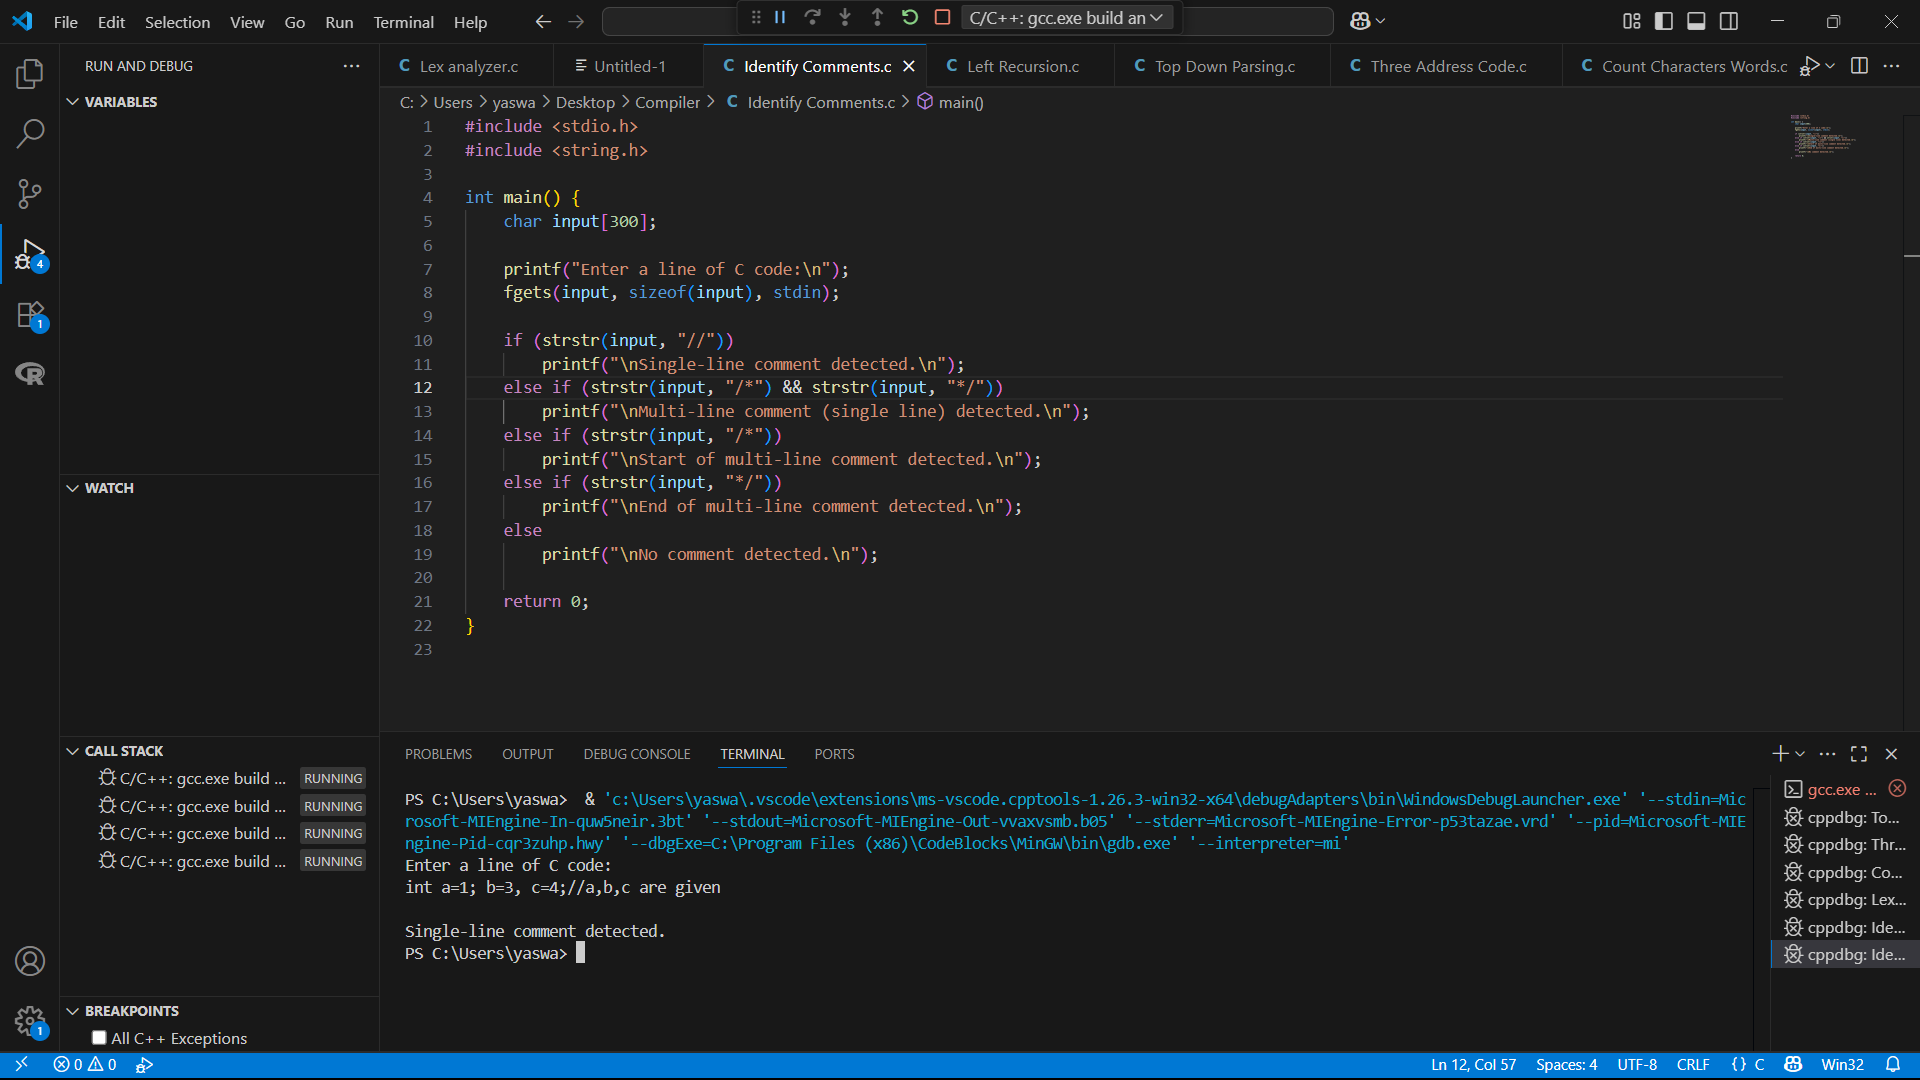 File Edit Selection View Go Run Terminal Help
C/C++: gcc.exe build an
RUN AND DEBUG
Lex analyzer.c
Untitled-1
Identify Comments.c
Left Recursion.c
Top Down Parsing.c
Three Address Code.c
Count Characters Words.c
VARIABLES
C: > Users > yaswa > Desktop > Compiler > C Identify Comments.c > main()
1 #include <stdio.h>
2 #include <string.h>
3
4 int main() {
5 char input[300];
6
7 printf("Enter a line of C code:\n");
8 fgets(input, sizeof(input), stdin);
9
10 if (strstr(input, "//"))
11 printf("\nSingle-line comment detected.\n");
12 else if (strstr(input, "/*") && strstr(input, "*/"))
13 printf("\nMulti-line comment (single line) detected.\n");
14 else if (strstr(input, "/*"))
15 printf("\nStart of multi-line comment detected.\n");
16 else if (strstr(input, "*/"))
17 printf("\nEnd of multi-line comment detected.\n");
18 else
19 printf("\nNo comment detected.\n");
20
21 return 0;
22 }
23
4
1
WATCH
CALL STACK
C/C++: gcc.exe build ... RUNNING
C/C++: gcc.exe build ... RUNNING
C/C++: gcc.exe build ... RUNNING
C/C++: gcc.exe build ... RUNNING
BREAKPOINTS
All C++ Exceptions
1
PROBLEMS OUTPUT DEBUG CONSOLE TERMINAL PORTS
PS C:\Users\yaswa> & 'c:\Users\yaswa\.vscode\extensions\ms-vscode.cpptools-1.26.3-win32-x64\debugAdapters\bin\WindowsDebugLauncher.exe' '--stdin=Mic
rosoft-MIEngine-In-quw5neir.3bt' '--stdout=Microsoft-MIEngine-Out-vvaxvsmb.b05' '--stderr=Microsoft-MIEngine-Error-p53tazae.vrd' '--pid=Microsoft-MIE
ngine-Pid-cqr3zuhp.hwy' '--dbgExe=C:\Program Files (x86)\CodeBlocks\MinGW\bin\gdb.exe' '--interpreter=mi'
Enter a line of C code:
int a=1; b=3, c=4;//a,b,c are given

Single-line comment detected.
PS C:\Users\yaswa>
gcc.exe ...
cppdbg: To...
cppdbg: Thr...
cppdbg: Co...
cppdbg: Lex...
cppdbg: Ide...
cppdbg: Ide...
0 0
Ln 12, Col 57 Spaces: 4 UTF-8 CRLF {} C Win32